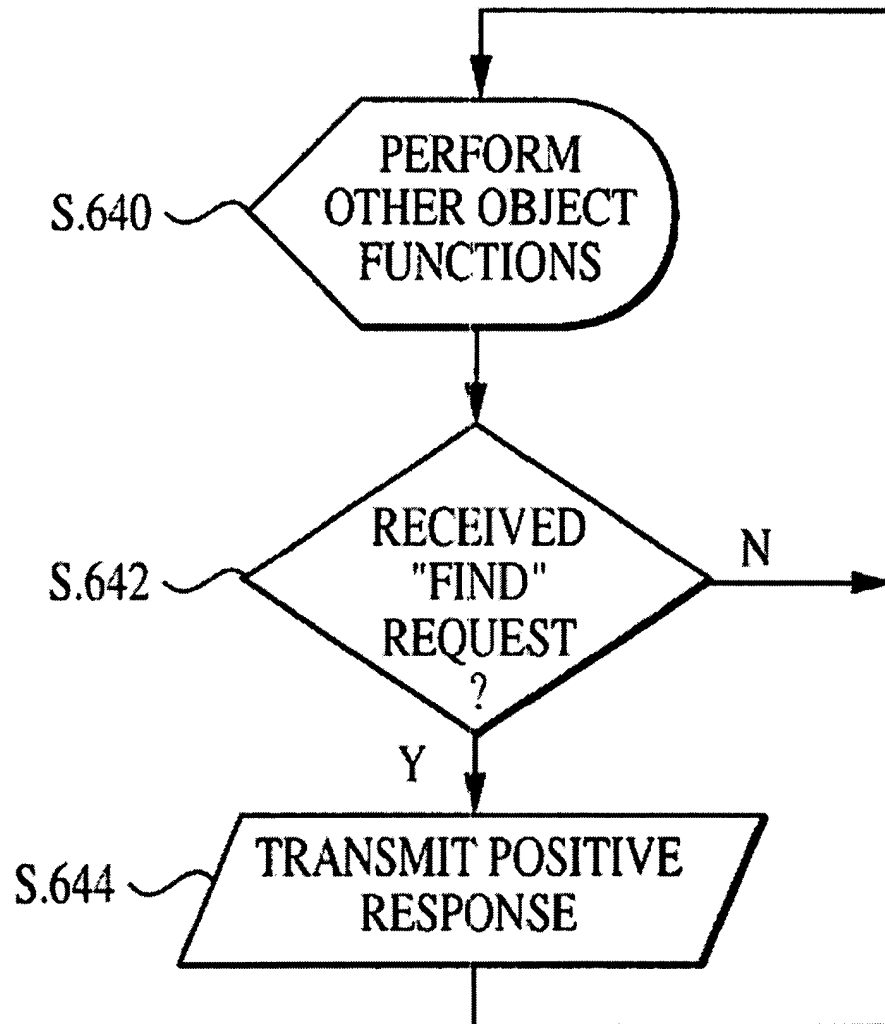 PERFORM
OTHER OBJECT
FUNCTIONS
S.640
RECEIVED
"FIND"
REQUEST
?
S.642
N
Y
TRANSMIT POSITIVE
RESPONSE
S.644